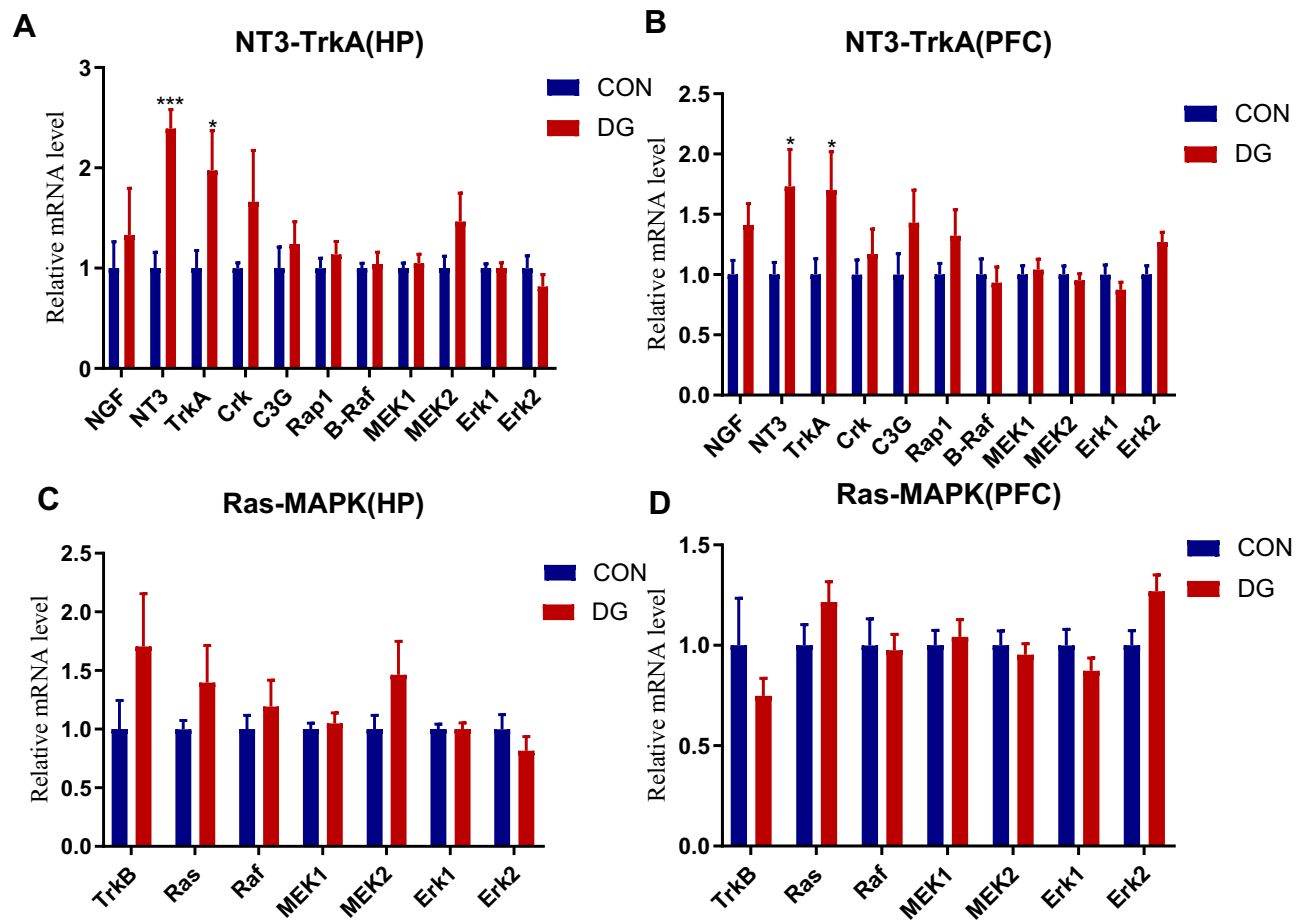 A
NT3-TrkA(HP)
Relative mRNA level
3
2
1
0
***
*
CON
DG
NGF
NT3
TrkA
Crk
C3G
Rap1
B-Raf
MEK1
MEK2
Erk1
Erk2
B
NT3-TrkA(PFC)
Relative mRNA level
2.5
2.0
1.5
1.0
0.5
0.0
*
*
CON
DG
NGF
NT3
TrkA
Crk
C3G
Rap1
B-Raf
MEK1
MEK2
Erk1
Erk2
C
Ras-MAPK(HP)
Relative mRNA level
2.5
2.0
1.5
1.0
0.5
0.0
CON
DG
TrkB
Ras
Raf
MEK1
MEK2
Erk1
Erk2
D
Ras-MAPK(PFC)
Relative mRNA level
1.5
1.0
0.5
0.0
CON
DG
TrkB
Ras
Raf
MEK1
MEK2
Erk1
Erk2